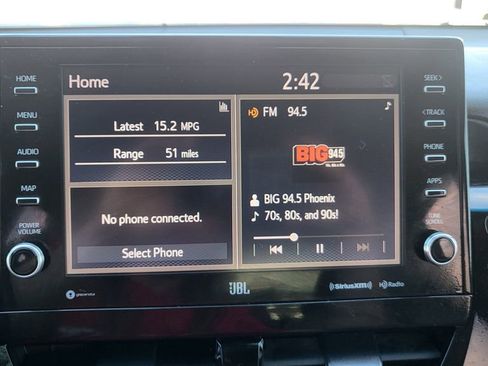 HOME
MENU
AUDIO
MAP
POWER
VOLUME
Home
2:42
Latest 15.2 MPG
Range 51 miles
No phone connected.
Select Phone
HD FM 94.5
BIG 94.5
BIG 94.5 Phoenix
70s, 80s, and 90s!
SEEK>
<TRACK
PHONE
APPS
TUNE
SCROLL
gracenote
JBL
SiriusXM
HD Radio